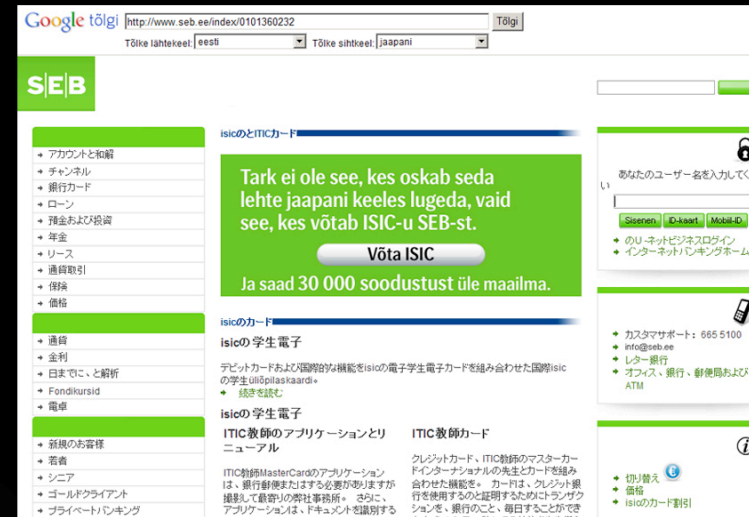 Google tõlgi http://www.seb.ee/index/0101360232 Tõlgi
Tõlke lähtekeel: eesti Tõlke sihtkeel: jaapani
SEB
アカウントと和解
チャンネル
銀行カード
ローン
預金および投資
年金
リース
通貨取引
保険
価格
通貨
金利
日までに、と解析
Fondikursid
電卓
新規のお客様
若者
シニア
ゴールドクライアント
プライベートバンキング
isicのとITICカード
Tark ei ole see, kes oskab seda
lehte jaapani keeles lugeda, vaid
see, kes võtab ISIC-u SEB-st.
Võta ISIC
Ja saad 30 000 soodustust üle maailma.
isicのカード
isicの 学生電子
デビットカードおよび国際的な機能をisicの電子学生電子カードを組み合わせた国際isic
の学生üliõpilaskaardi。
続きを読む
isicの 学生電子
ITIC教師のアプリケーションとリ
ニューアル
ITIC教師MasterCardのアプリケーション
は、銀行郵便またはする必要がありますが
撮影して最寄りの弊社事務所。 さらに、
アプリケーションは、ドキュメントを識別する
ITIC教師カード
クレジットカード、ITIC教師のマスターカー
ドインターナショナルの先生とカードを組み
合わせた機能を。 カードは、クレジット銀
行を使用するのと証明するためにトランザク
ションを、銀行のこと、毎日することができ
あなたのユーザー名を入力してく
い
Sisenen ID-kaart Mobiil-ID
のU -ネットビジネスログイン
インターネットバンキングホーム
カスタマサポート： 665 5100
info@seb.ee
レター銀行
オフィス、銀行、郵便局および
ATM
切り替え
価格
isicのカード割引